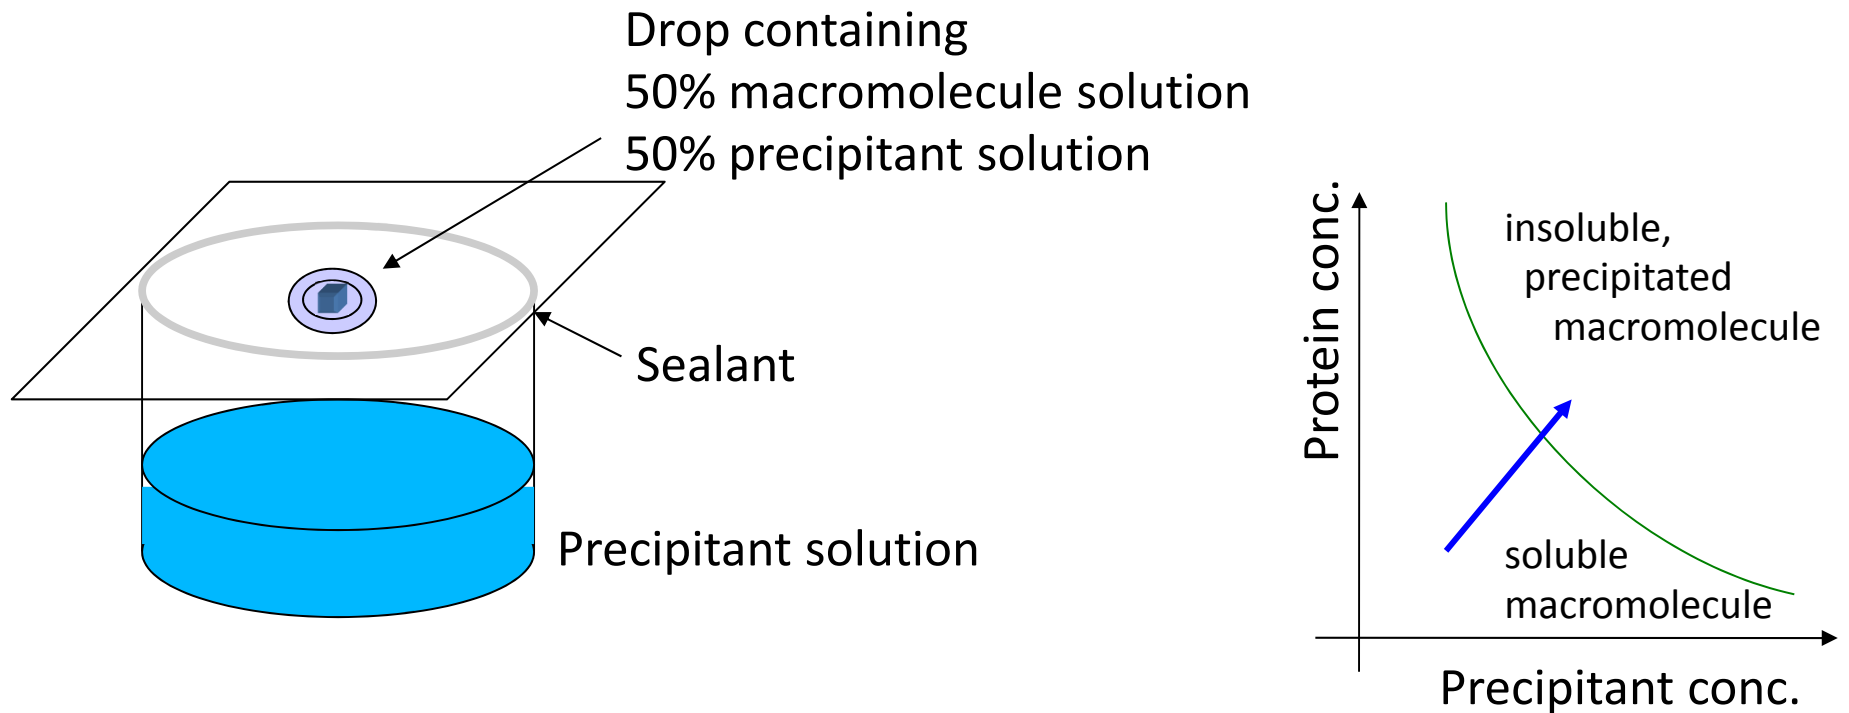 Drop containing
50% macromolecule solution
50% precipitant solution
Sealant
Precipitant solution
Protein conc.
insoluble,
precipitated
macromolecule
soluble
macromolecule
Precipitant conc.